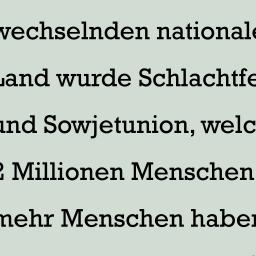 wechselnden nationale
Land wurde Schlachtfe
und Sowjetunion, welc
2 Millionen Menschen
mehr Menschen haben